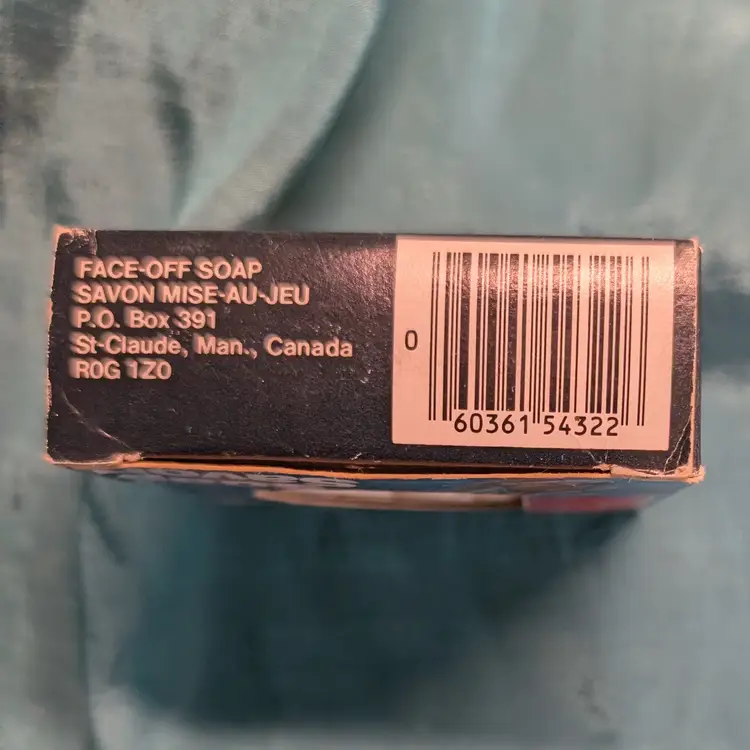 FACE-OFF SOAP
SAVON MISE-AU-JEU
P.O. Box 391
St-Claude, Man., Canada
R0G 1Z0
0 60361 54322